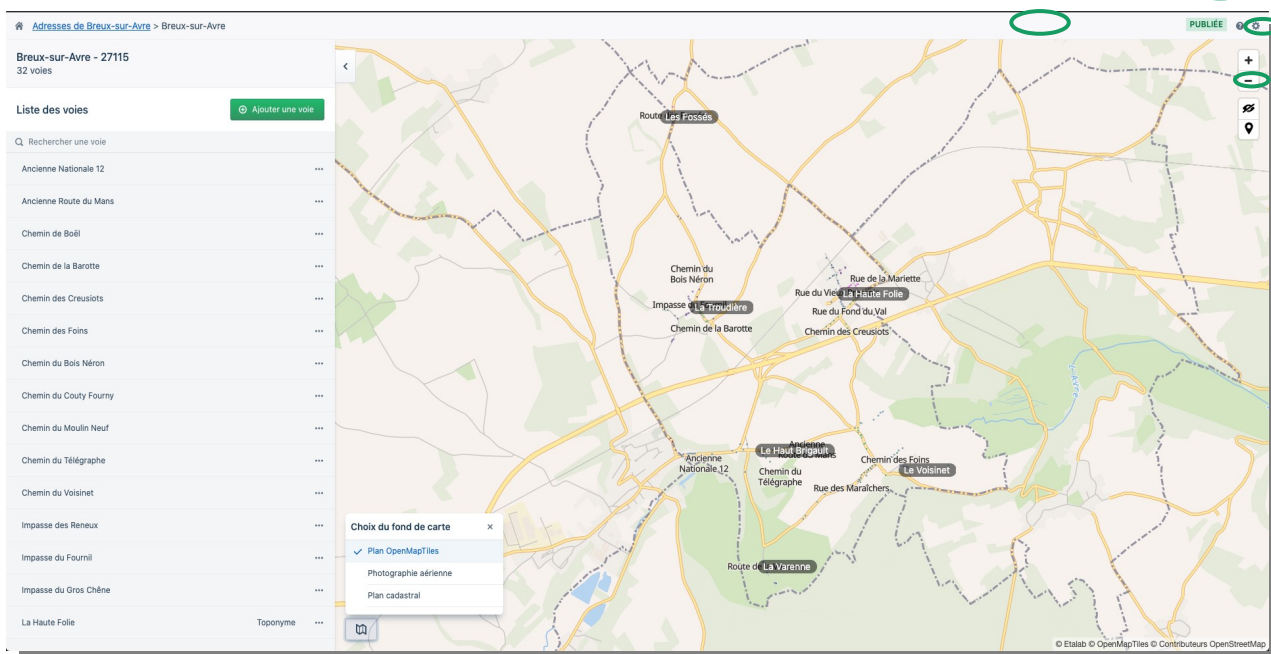 Adresses de Breux-sur-Avre > Breux-sur-Avre
PUBLIÉE
Breux-sur-Avre - 27115
32 voies
Liste des voies
Ajouter une voie
Rechercher une voie
Ancienne Nationale 12
Ancienne Route du Mans
Chemin de Boël
Chemin de la Barotte
Chemin des Creusiots
Chemin des Foins
Chemin du Bois Néron
Chemin du Couty Fourny
Chemin du Moulin Neuf
Chemin du Télégraphe
Chemin du Voisinet
Impasse des Reneux
Impasse du Fournil
Impasse du Gros Chêne
La Haute Folie Toponyme
Route
Les Fossés
Chemin du
Bois Néron
Impasse
La Troudière
Chemin de la Barotte
Rue de la Mariette
Rue du
La Haute Folie
Rue du Fond du Val
Chemin des Creusiots
L'Avre
Ancienne
Le Haut Brigault
Ancienne
Nationale 12
Chemin du
Télégraphe
Chemin des Foins
Le Voisinet
Rue des Maraîchers
Route de
La Varenne
Choix du fond de carte
Plan OpenMapTiles
Photographie aérienne
Plan cadastral
© Etalab © OpenMapTiles © Contributeurs OpenStreetMap